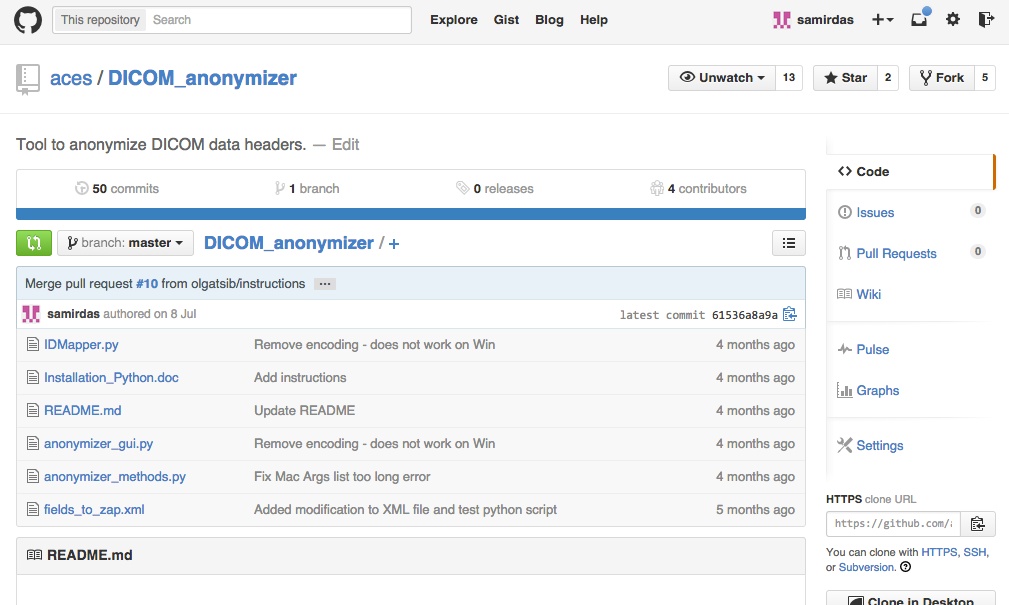 This repository Search Explore Gist Blog Help samirdas
aces / DICOM_anonymizer Unwatch 13 Star 2 Fork 5
Tool to anonymize DICOM data headers. — Edit
50 commits 1 branch 0 releases 4 contributors
branch: master DICOM_anonymizer / +
Merge pull request #10 from olgatsib/instructions ...
samirdas authored on 8 Jul latest commit 61536a8a9a
IDMapper.py Remove encoding - does not work on Win 4 months ago
Installation_Python.doc Add instructions 4 months ago
README.md Update README 4 months ago
anonymizer_gui.py Remove encoding - does not work on Win 4 months ago
anonymizer_methods.py Fix Mac Args list too long error 4 months ago
fields_to_zap.xml Added modification to XML file and test python script 5 months ago
README.md
Code
Issues 0
Pull Requests 0
Wiki
Pulse
Graphs
Settings
HTTPS clone URL
https://github.com/
You can clone with HTTPS, SSH,
or Subversion.
Clone in Desktop